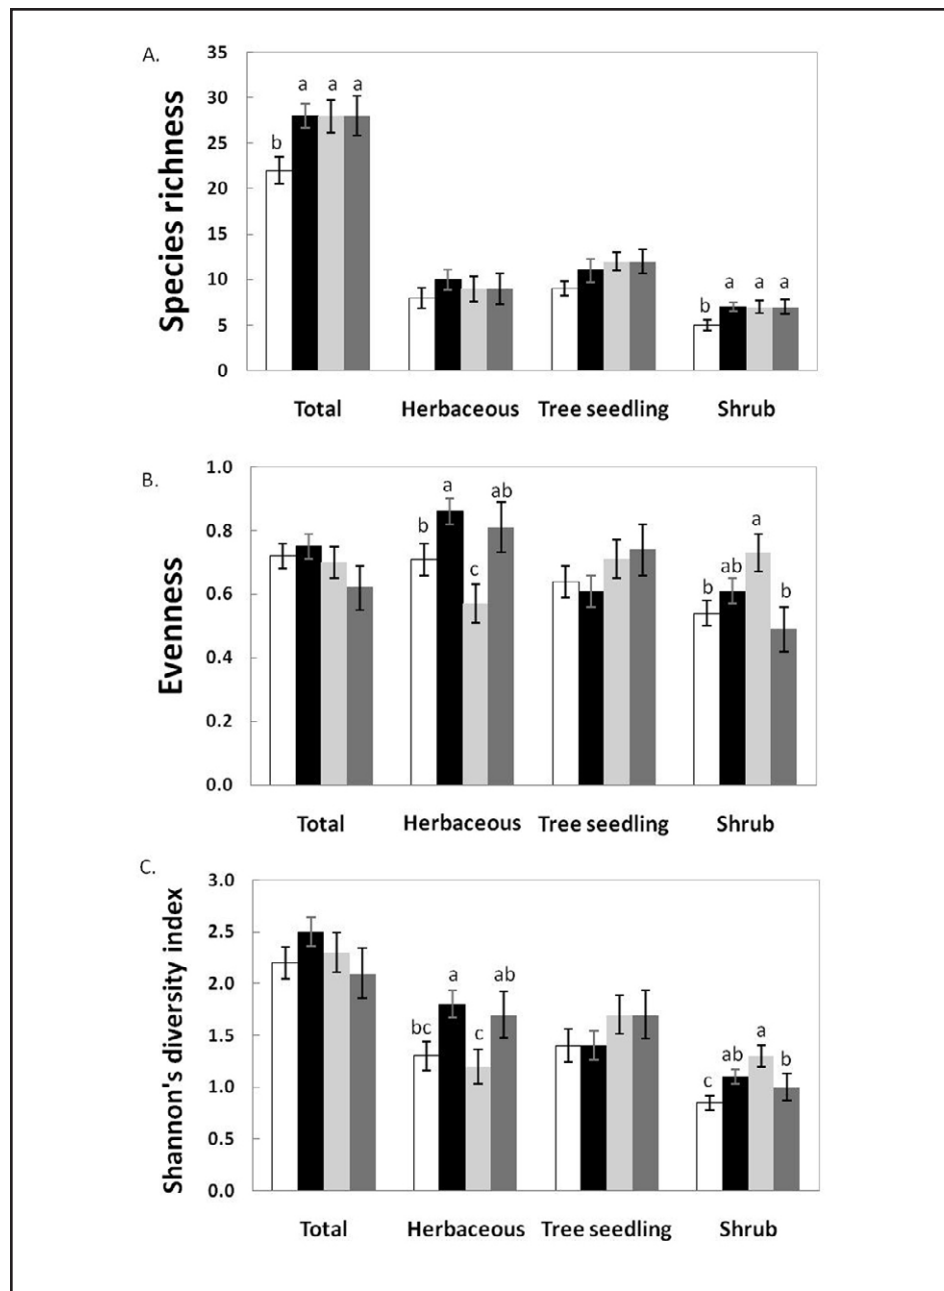 A.
Species richness
35
30
25
20
15
10
5
0
b a a a
b a a a
Total Herbaceous Tree seedling Shrub
B.
Evenness
1.0
0.8
0.6
0.4
0.2
0.0
b a c ab
b ab a b
Total Herbaceous Tree seedling Shrub
C.
Shannon's diversity index
3.0
2.5
2.0
1.5
1.0
0.5
0.0
bc a c ab
c ab a b
Total Herbaceous Tree seedling Shrub